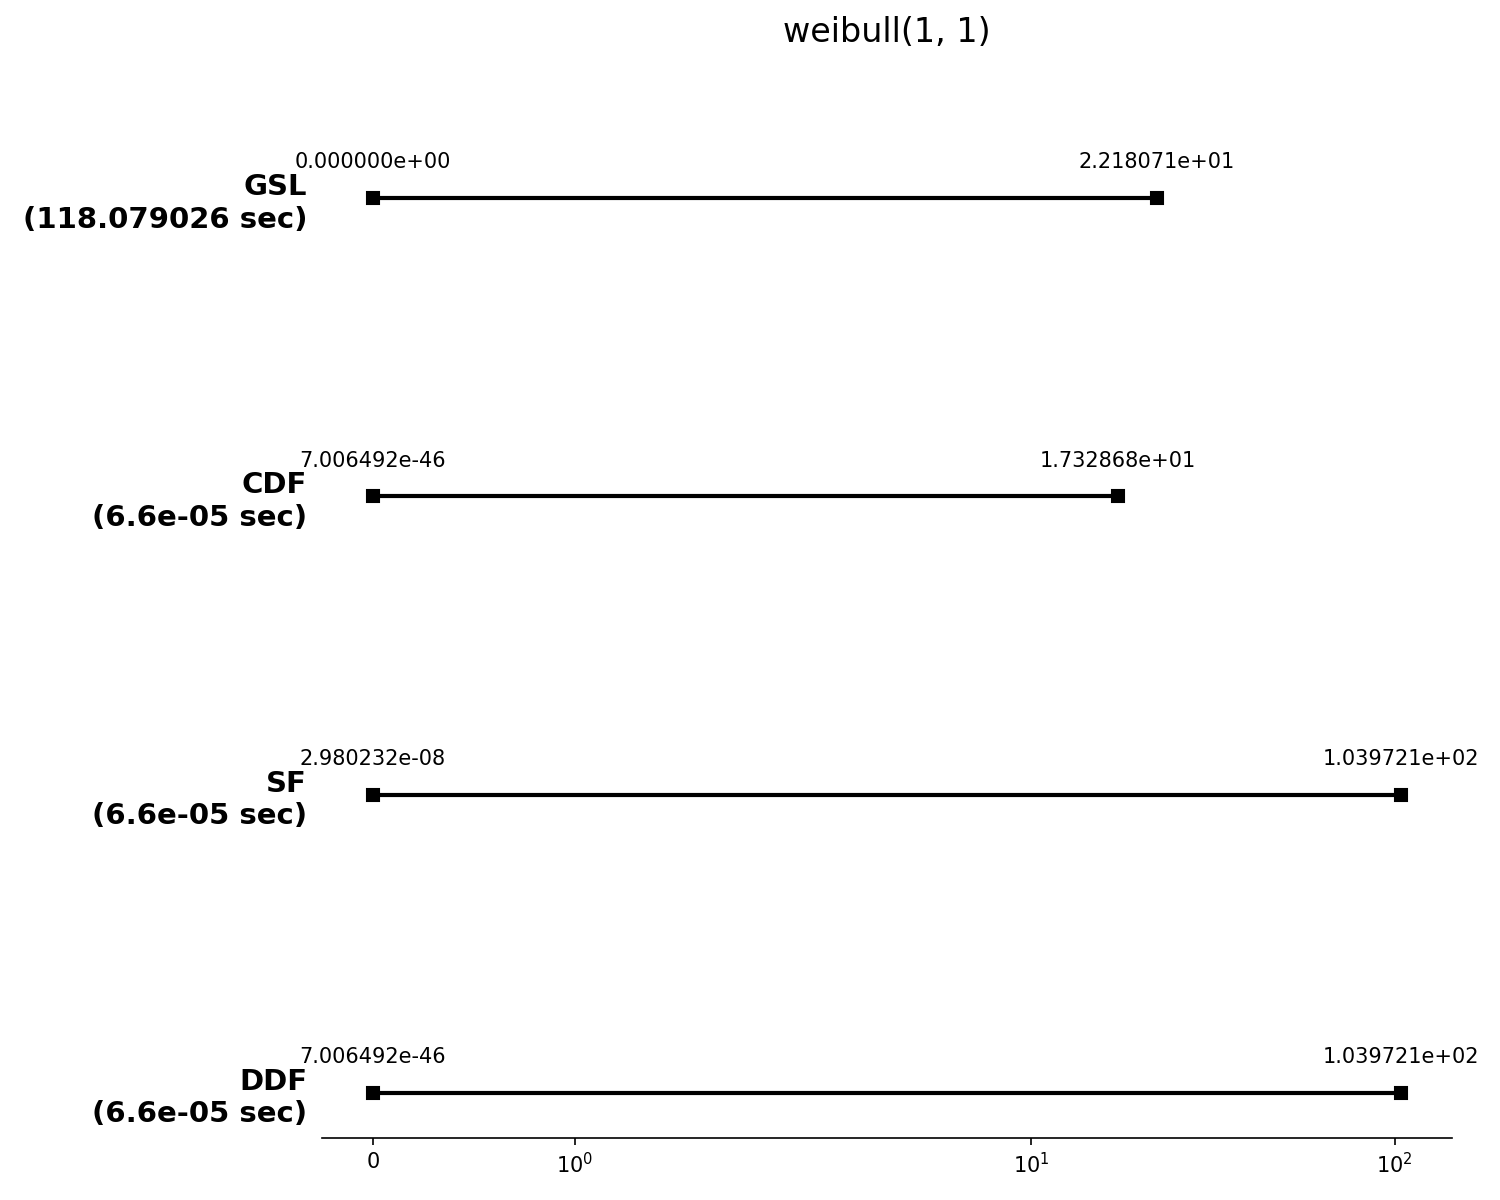 weibull(1, 1)
0.000000e+00 2.218071e+01
GSL
(118.079026 sec)
7.006492e-46 1.732868e+01
CDF
(6.6e-05 sec)
2.980232e-08 1.039721e+02
SF
(6.6e-05 sec)
7.006492e-46 1.039721e+02
DDF
(6.6e-05 sec)
0 10⁰ 10¹ 10²